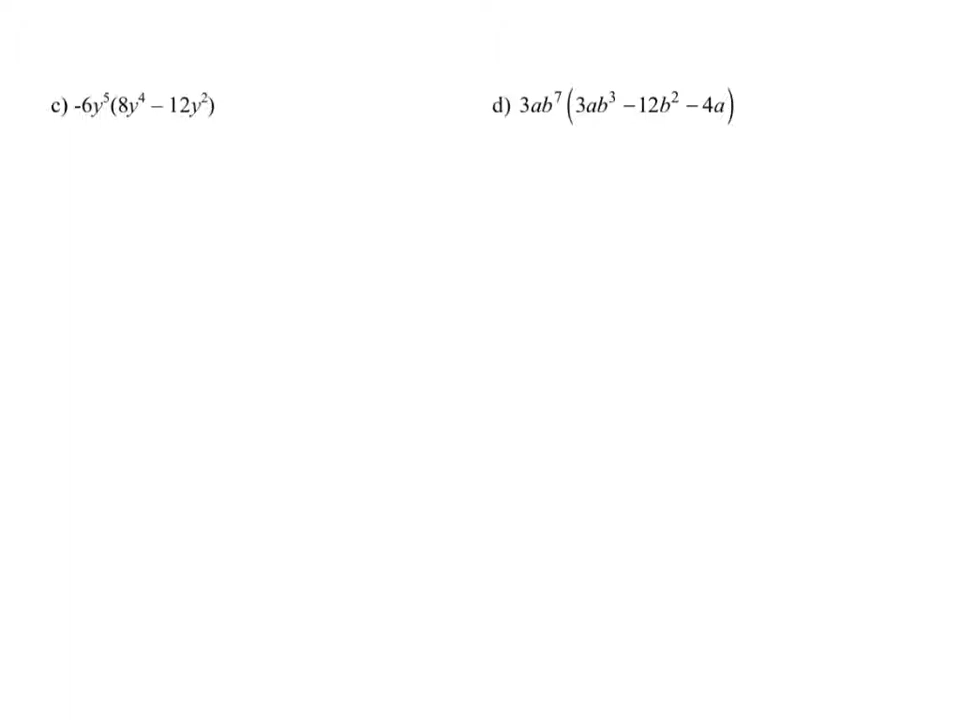 c) -6y⁵(8y⁴ – 12y²)
d) 3ab⁷(3ab³ – 12b² – 4a)